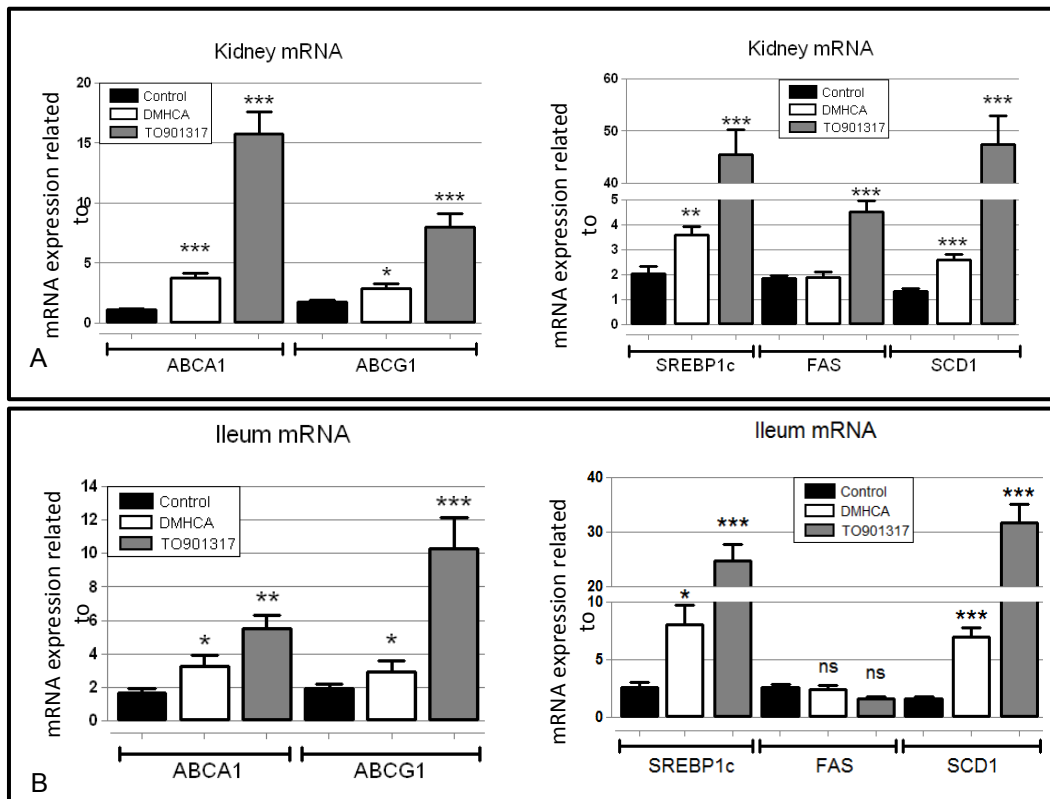 Kidney mRNA
mRNA expression related
to
20
15
10
5
0
Control
DMHCA
TO901317
***
***
*
***
ABCA1
ABCG1
A
Kidney mRNA
mRNA expression related
to
60
50
40
5
4
3
2
1
0
Control
DMHCA
TO901317
**
***
***
***
***
SREBP1c
FAS
SCD1
Ileum mRNA
mRNA expression related
to
14
12
10
8
6
4
2
0
Control
DMHCA
TO901317
*
**
*
***
ABCA1
ABCG1
B
Ileum mRNA
mRNA expression related
to
40
30
20
10
5
0
Control
DMHCA
TO901317
*
***
ns
ns
***
***
SREBP1c
FAS
SCD1